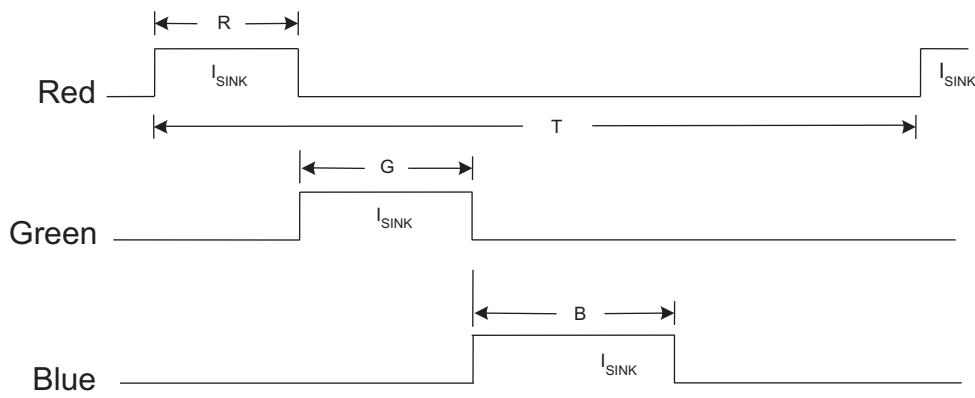 R
I_SINK
I_SINK
Red
T
G
I_SINK
Green
B
I_SINK
Blue